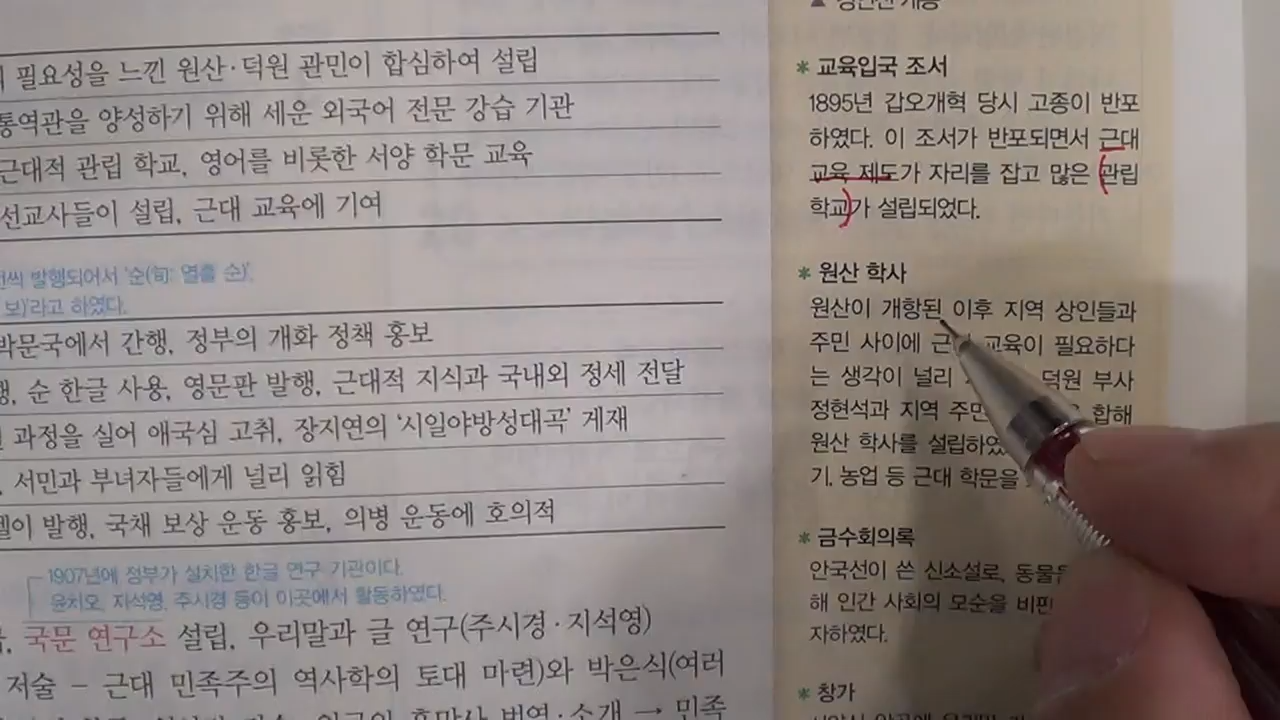 필요성을 느낀 원산·덕원 관민이 합심하여 설립
통역관을 양성하기 위해 세운 외국어 전문 강습 기관
근대적 관립 학교, 영어를 비롯한 서양 학문 교육
선교사들이 설립, 근대 교육에 기여
발행되어서 '순(旬: 열흘 순)',
보)'라고 하였다.
박문국에서 간행, 정부의 개화 정책 홍보
순 한글 사용, 영문판 발행, 근대적 지식과 국내외 정세 전달
과정을 실어 애국심 고취, 장지연의 '시일야방성대곡' 게재
서민과 부녀자들에게 널리 읽힘
발행, 국채 보상 운동 홍보, 의병 운동에 호의적
1907년에 정부가 설치한 한글 연구 기관이다.
윤치오, 지석영, 주시경 등이 이곳에서 활동하였다.
국문 연구소 설립, 우리말과 글 연구(주시경·지석영)
저술 – 근대 민족주의 역사학의 토대 마련)와 박은식(여러
번역·소개 → 민족
* 교육입국 조서
1895년 갑오개혁 당시 고종이 반포
하였다. 이 조서가 반포되면서 근대
교육 제도가 자리를 잡고 많은 관립
학교가 설립되었다.
* 원산 학사
원산이 개항된 이후 지역 상인들과
주민 사이에 교육이 필요하다
는 생각이 널리 덕원 부사
정현석과 지역 합해
원산 학사를
기, 농업 등 근대 학문을
* 금수회의록
안국선이 쓴 신소설로,
해 인간 사회의 모순을
자하였다.
* 창가